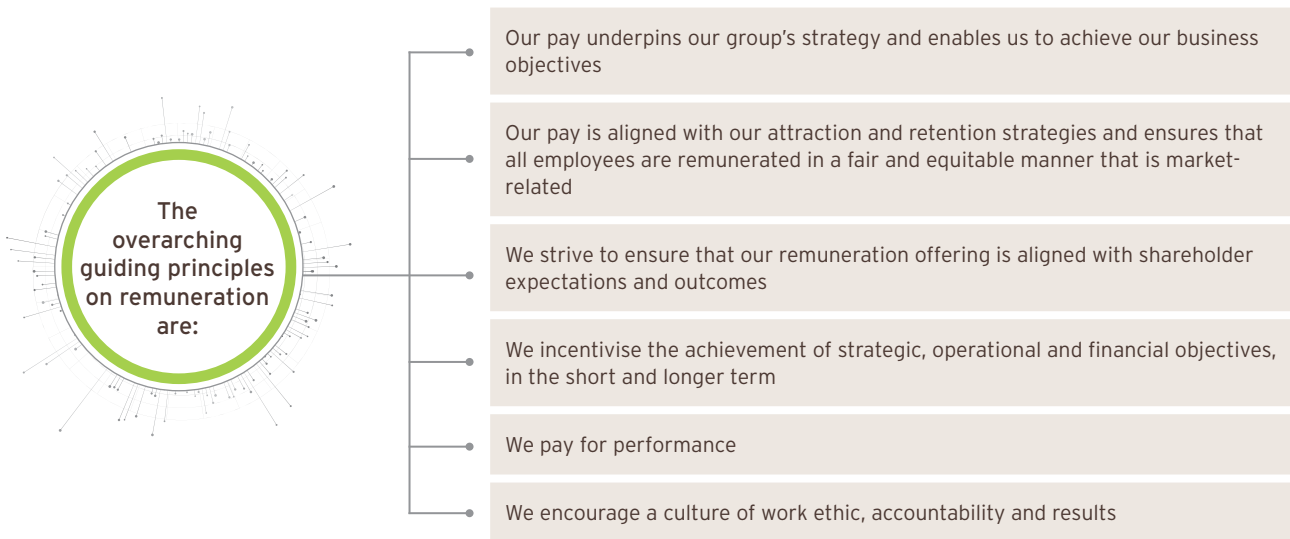 The
overarching
guiding principles
on remuneration
are:
Our pay underpins our group's strategy and enables us to achieve our business
objectives
Our pay is aligned with our attraction and retention strategies and ensures that
all employees are remunerated in a fair and equitable manner that is market-
related
We strive to ensure that our remuneration offering is aligned with shareholder
expectations and outcomes
We incentivise the achievement of strategic, operational and financial objectives,
in the short and longer term
We pay for performance
We encourage a culture of work ethic, accountability and results